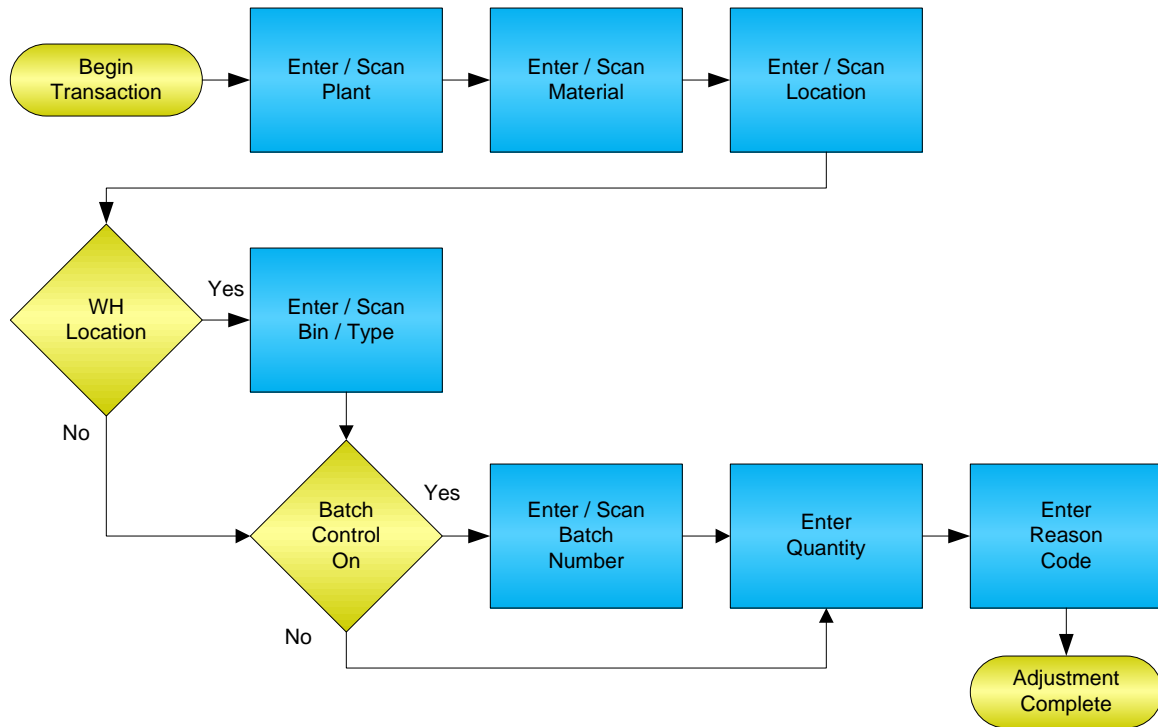 Begin
Transaction
Enter / Scan
Plant
Enter / Scan
Material
Enter / Scan
Location
WH
Location
Yes
Enter / Scan
Bin / Type
No
Batch
Control
On
Yes
Enter / Scan
Batch
Number
Enter
Quantity
Enter
Reason
Code
No
Adjustment
Complete